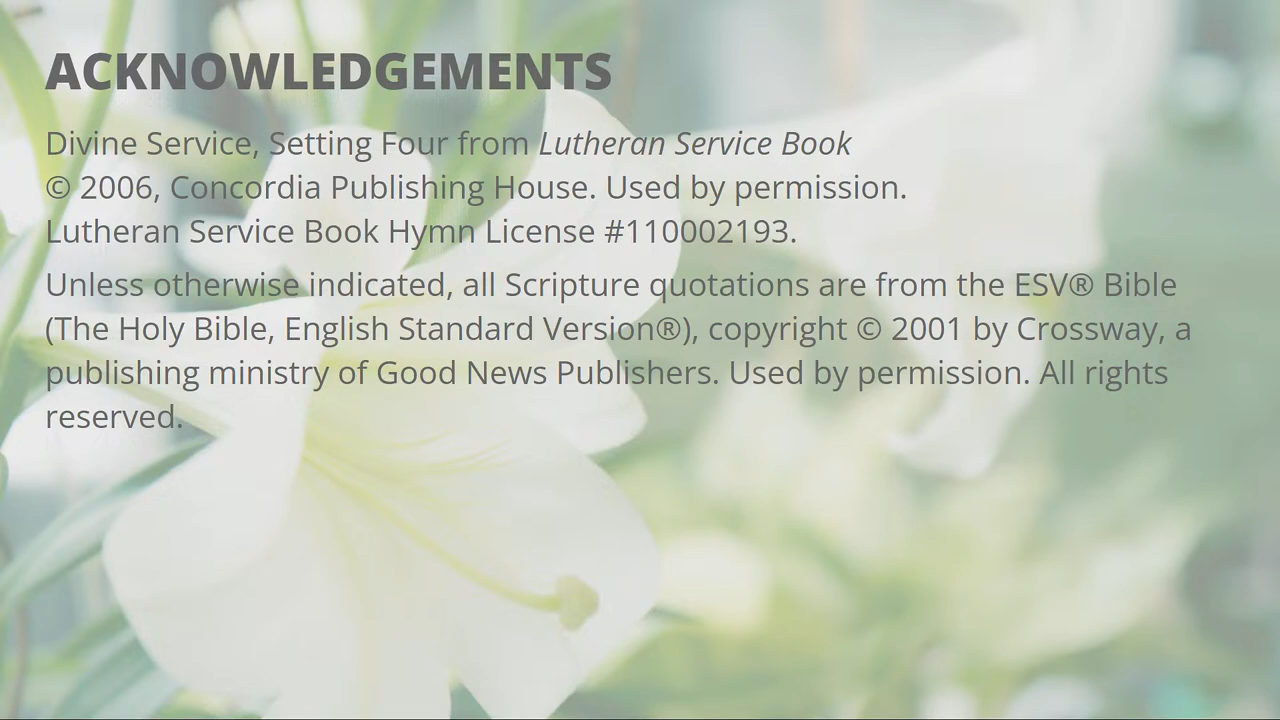 ACKNOWLEDGEMENTS
Divine Service, Setting Four from Lutheran Service Book
© 2006, Concordia Publishing House. Used by permission.
Lutheran Service Book Hymn License #110002193.
Unless otherwise indicated, all Scripture quotations are from the ESV® Bible
(The Holy Bible, English Standard Version®), copyright © 2001 by Crossway, a
publishing ministry of Good News Publishers. Used by permission. All rights
reserved.